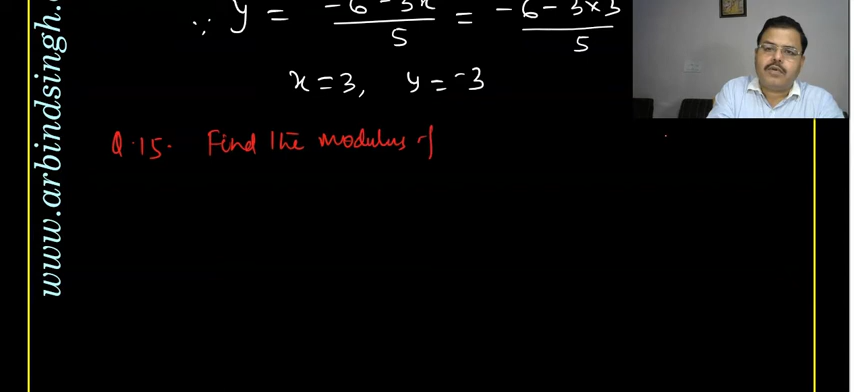 ∵ y = -6-3x/5 = -6-3×3/5
x = 3, y = -3
Q.15. Find the modulus of
www.arbindsingh.